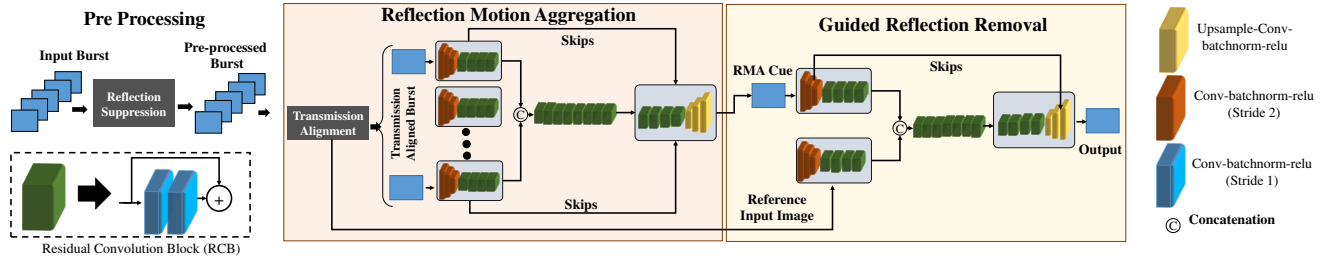 Pre Processing
Input Burst
Pre-processed
Burst
Reflection
Suppression
Residual Convolution Block (RCB)
Reflection Motion Aggregation
Skips
Transmission
Alignment
Transmission
Aligned Burst
©
Skips
Guided Reflection Removal
RMA Cue
Skips
©
Reference
Input Image
Output
Upsample-Conv-
batchnorm-relu
Conv-batchnorm-relu
(Stride 2)
Conv-batchnorm-relu
(Stride 1)
© Concatenation